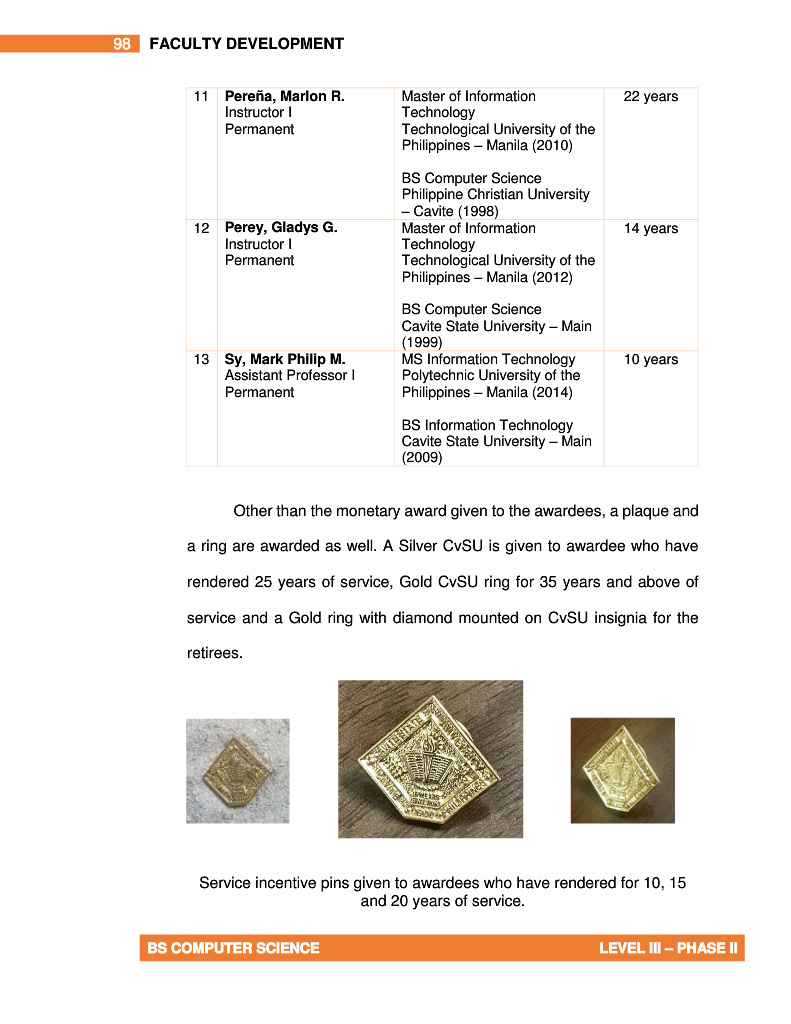 98 FACULTY DEVELOPMENT
11 Pereña, Marlon R. Master of Information 22 years
Instructor I Technology
Permanent Technological University of the
Philippines – Manila (2010)
BS Computer Science
Philippine Christian University
– Cavite (1998)
12 Perey, Gladys G. Master of Information 14 years
Instructor I Technology
Permanent Technological University of the
Philippines – Manila (2012)
BS Computer Science
Cavite State University – Main
(1999)
13 Sy, Mark Philip M. MS Information Technology 10 years
Assistant Professor I Polytechnic University of the
Permanent Philippines – Manila (2014)
BS Information Technology
Cavite State University – Main
(2009)
Other than the monetary award given to the awardees, a plaque and
a ring are awarded as well. A Silver CvSU is given to awardee who have
rendered 25 years of service, Gold CvSU ring for 35 years and above of
service and a Gold ring with diamond mounted on CvSU insignia for the
retirees.
Service incentive pins given to awardees who have rendered for 10, 15
and 20 years of service.
BS COMPUTER SCIENCE LEVEL III – PHASE II